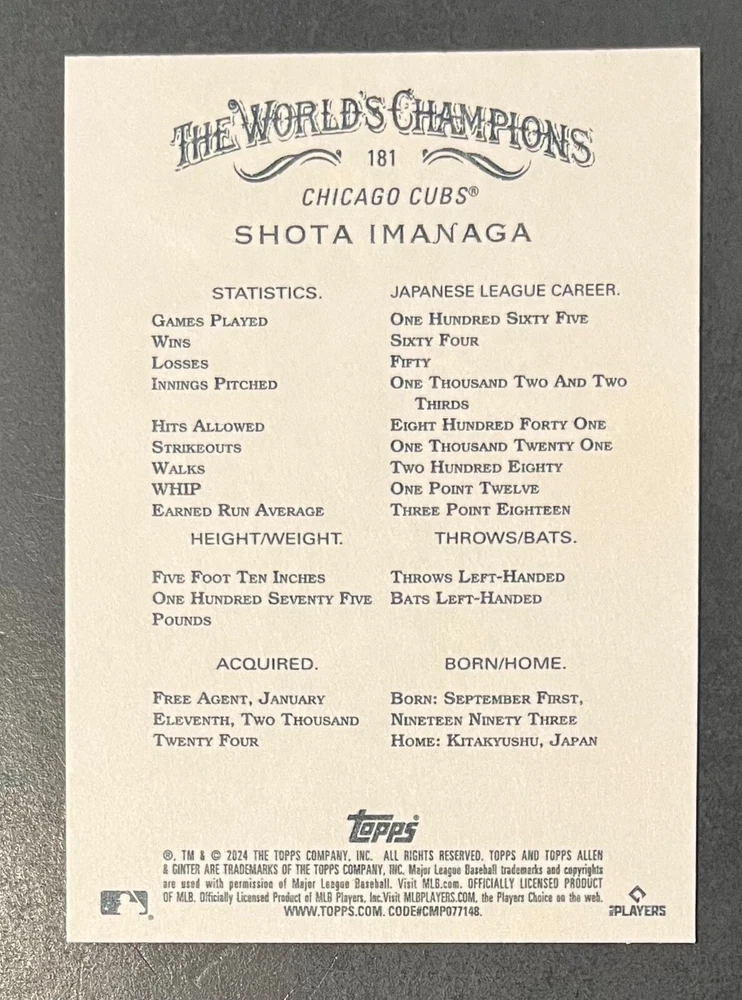 THE WORLD'S CHAMPIONS
181
CHICAGO CUBS®
SHOTA IMANAGA
STATISTICS. JAPANESE LEAGUE CAREER.
GAMES PLAYED ONE HUNDRED SIXTY FIVE
WINS SIXTY FOUR
LOSSES FIFTY
INNINGS PITCHED ONE THOUSAND TWO AND TWO
THIRDS
HITS ALLOWED EIGHT HUNDRED FORTY ONE
STRIKEOUTS ONE THOUSAND TWENTY ONE
WALKS TWO HUNDRED EIGHTY
WHIP ONE POINT TWELVE
EARNED RUN AVERAGE THREE POINT EIGHTEEN
HEIGHT/WEIGHT. THROWS/BATS.
FIVE FOOT TEN INCHES THROWS LEFT-HANDED
ONE HUNDRED SEVENTY FIVE BATS LEFT-HANDED
POUNDS
ACQUIRED. BORN/HOME.
FREE AGENT, JANUARY BORN: SEPTEMBER FIRST,
ELEVENTH, TWO THOUSAND NINETEEN NINETY THREE
TWENTY FOUR HOME: KITAKYUSHU, JAPAN
topps
®, TM & © 2024 THE TOPPS COMPANY, INC. ALL RIGHTS RESERVED. TOPPS AND TOPPS ALLEN
& GINTER ARE TRADEMARKS OF THE TOPPS COMPANY, INC. Major League Baseball trademarks and copyrights
are used with permission of Major League Baseball. Visit MLB.com. OFFICIALLY LICENSED PRODUCT
OF MLB. Officially Licensed Product of MLB Players, Inc.Visit MLBPLAYERS.COM, the Players Choice on the web.
WWW.TOPPS.COM. CODE#CMP077148.
MLBPLAYERS